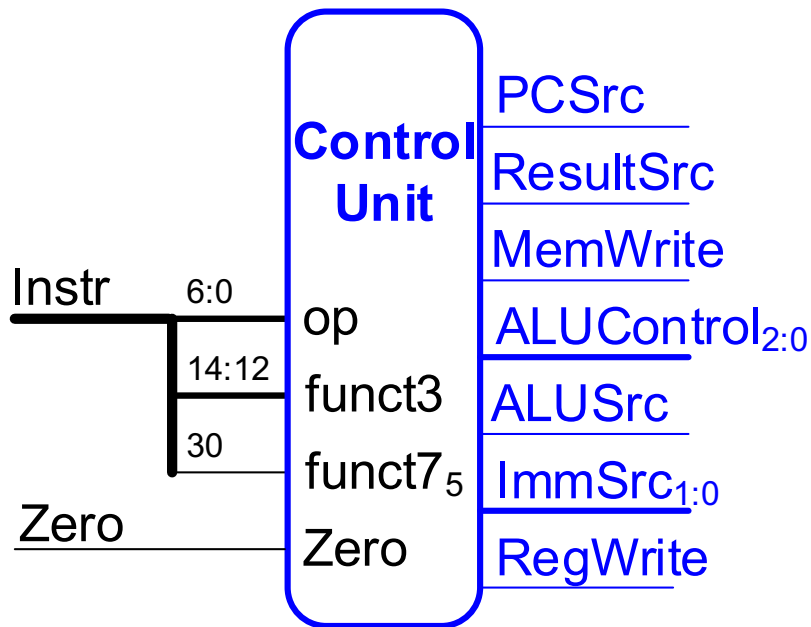 Control
Unit
Instr
6:0
op
14:12
funct3
30
funct7₅
Zero
Zero
PCSrc
ResultSrc
MemWrite
ALUControl₂:₀
ALUSrc
ImmSrc₁:₀
RegWrite